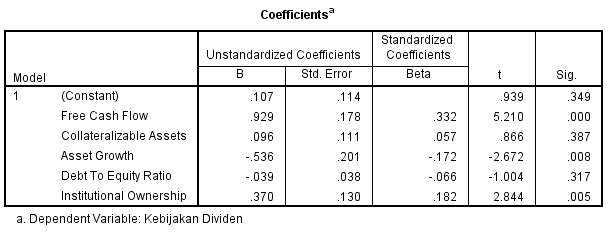 Coefficientsa
Unstandardized Coefficients Standardized Coefficients
Model B Std. Error Beta t Sig.
1 (Constant) .107 .114 .939 .349
Free Cash Flow .929 .178 .332 5.210 .000
Collateralizable Assets .096 .111 .057 .866 .387
Asset Growth -.536 .201 -.172 -2.672 .008
Debt To Equity Ratio -.039 .038 -.066 -1.004 .317
Institutional Ownership .370 .130 .182 2.844 .005
a. Dependent Variable: Kebijakan Dividen